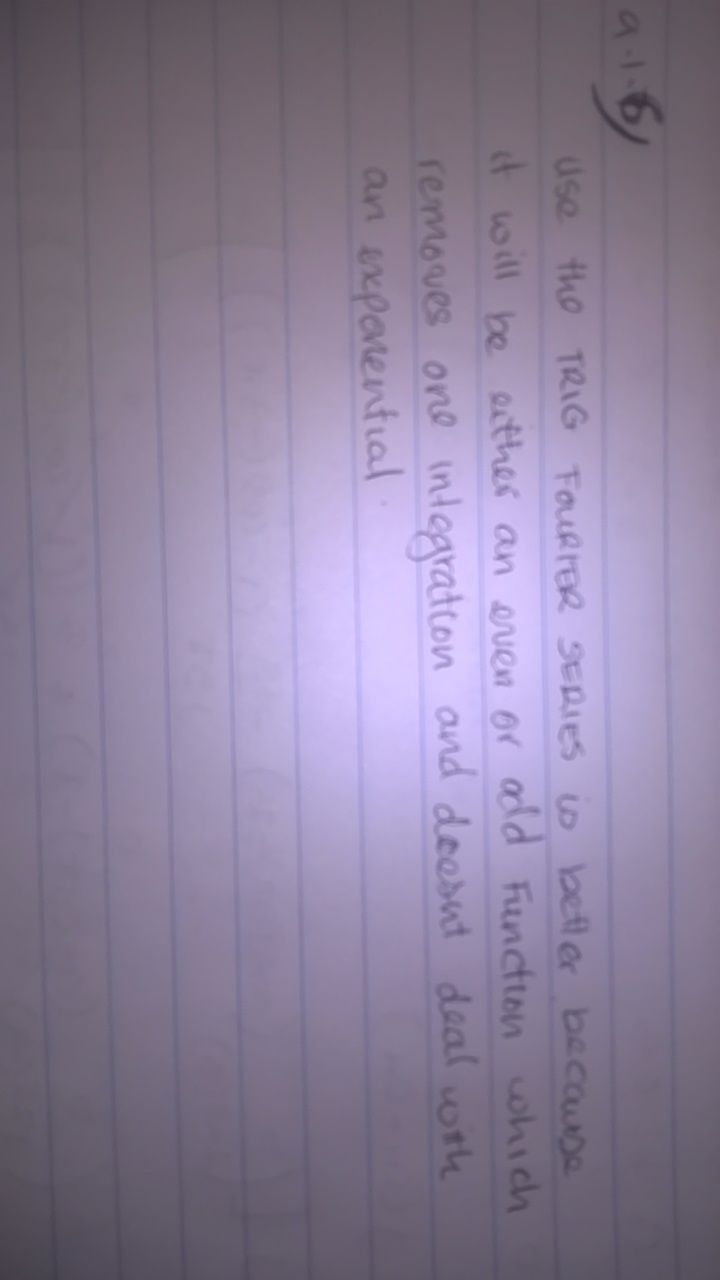 9.1.6)
Use the TRIG FOURIER SERIES is better because
it will be either an even or odd Function which
removes one integration and doesnt deal with
an exponential.